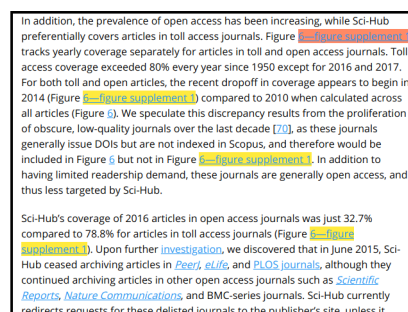 In addition, the prevalence of open access has been increasing, while Sci-Hub
preferentially covers articles in toll access journals. Figure 6—figure supplement 1
tracks yearly coverage separately for articles in toll and open access journals. Toll
access coverage exceeded 80% every year since 1950 except for 2016 and 2017.
For both toll and open articles, the recent dropoff in coverage appears to begin in
2014 (Figure 6—figure supplement 1) compared to 2010 when calculated across
all articles (Figure 6). We speculate this discrepancy results from the proliferation
of obscure, low-quality journals over the last decade [70], as these journals
generally issue DOIs but are not indexed in Scopus, and therefore would be
included in Figure 6 but not in Figure 6—figure supplement 1. In addition to
having limited readership demand, these journals are generally open access, and
thus less targeted by Sci-Hub.
Sci-Hub's coverage of 2016 articles in open access journals was just 32.7%
compared to 78.8% for articles in toll access journals (Figure 6—figure
supplement 1). Upon further investigation, we discovered that in June 2015, Sci-
Hub ceased archiving articles in PeerJ, eLife, and PLOS journals, although they
continued archiving articles in other open access journals such as Scientific
Reports, Nature Communications, and BMC-series journals. Sci-Hub currently
redirects requests for these delisted journals to the publisher's site, unless it